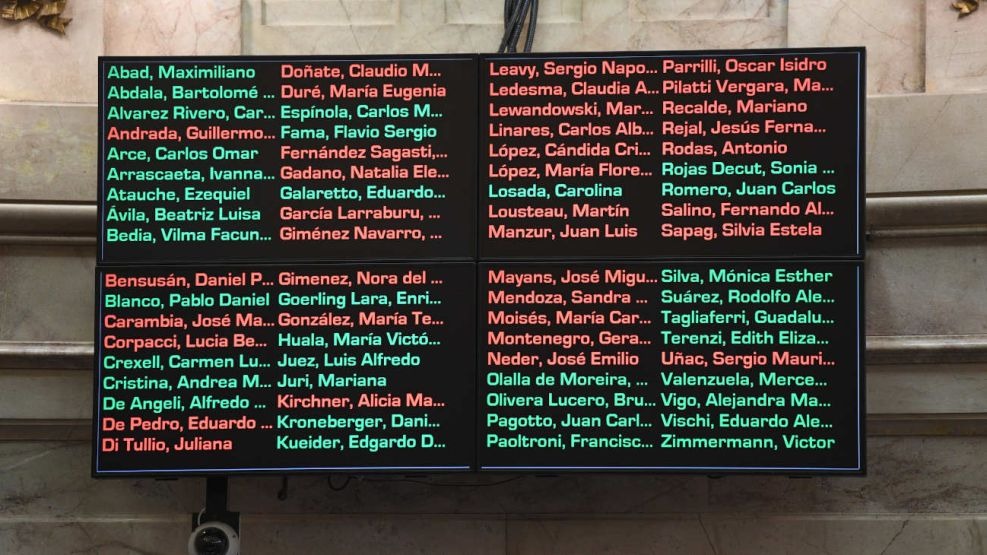 Abad, Maximiliano
Abdala, Bartolomé ...
Alvarez Rivero, Car...
Andrada, Guillermo...
Arce, Carlos Omar
Arrascaeta, Ivanna...
Atauche, Ezequiel
Ávila, Beatriz Luisa
Bedia, Vilma Facun...
Doñate, Claudio M...
Duré, María Eugenia
Espínola, Carlos M...
Fama, Flavio Sergio
Fernández Sagasti,...
Gadano, Natalia Ele...
Galaretto, Eduardo...
García Larraburu, ...
Giménez Navarro, ...
Leavy, Sergio Napo...
Ledesma, Claudia A...
Lewandowski, Mar...
Linares, Carlos Alb...
López, Cándida Cri...
López, María Flore...
Losada, Carolina
Lousteau, Martín
Manzur, Juan Luis
Parrilli, Oscar Isidro
Pilatti Vergara, Ma...
Recalde, Mariano
Rejal, Jesús Ferna...
Rodas, Antonio
Rojas Decut, Sonia ...
Romero, Juan Carlos
Salino, Fernando Al...
Sapag, Silvia Estela
Bensusán, Daniel P...
Blanco, Pablo Daniel
Carambia, José Ma...
Corpacci, Lucia Be...
Crexell, Carmen Lu...
Cristina, Andrea M...
De Angeli, Alfredo ...
De Pedro, Eduardo ...
Di Tullio, Juliana
Gimenez, Nora del ...
Goerling Lara, Enri...
González, María Te...
Huala, María Victó...
Juez, Luis Alfredo
Juri, Mariana
Kirchner, Alicia Ma...
Kroneberger, Dani...
Kueider, Edgardo D...
Mayans, José Migu...
Mendoza, Sandra ...
Moisés, María Car...
Montenegro, Gera...
Neder, José Emilio
Olalla de Moreira, ...
Olivera Lucero, Bru...
Pagotto, Juan Carl...
Paoltroni, Francisc...
Silva, Mónica Esther
Suárez, Rodolfo Ale...
Tagliaferri, Guadalu...
Terenzi, Edith Eliza...
Uñac, Sergio Mauri...
Valenzuela, Merce...
Vigo, Alejandra Ma...
Vischi, Eduardo Ale...
Zimmermann, Victor